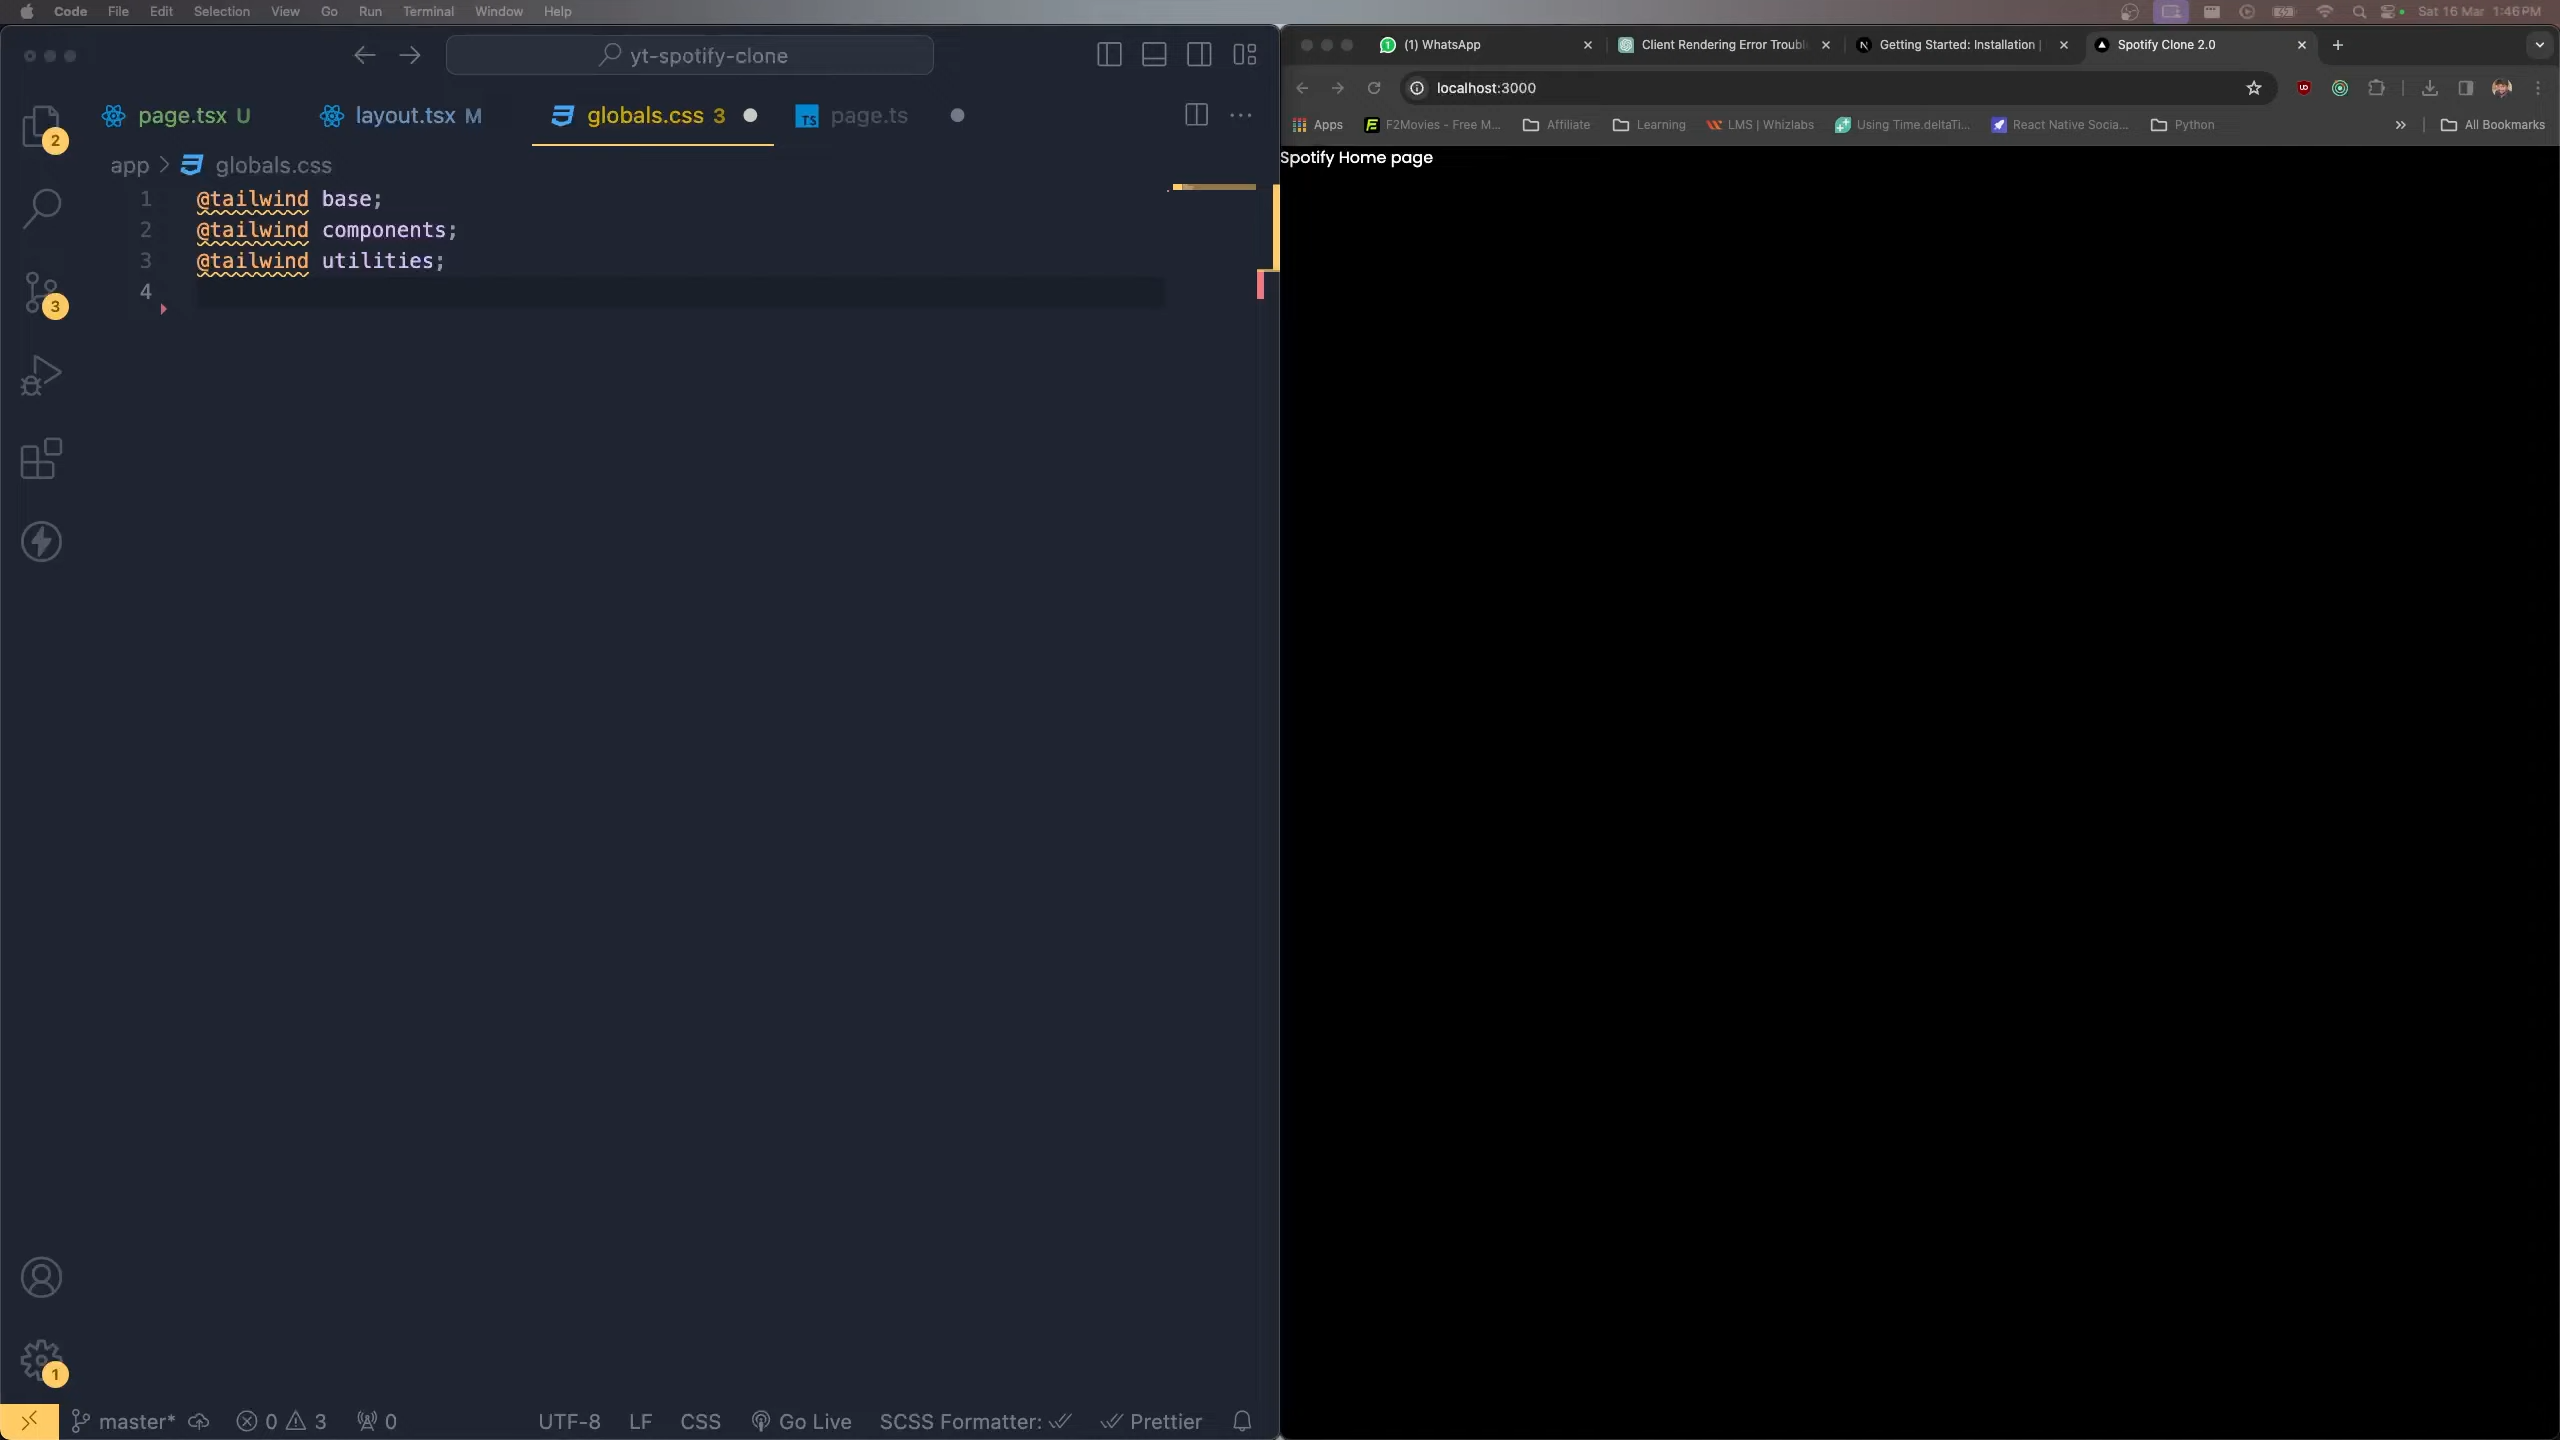 Code File Edit Selection View Go Run Terminal Window Help
Sat 16 Mar 1:46 PM
yt-spotify-clone
page.tsx U
layout.tsx M
globals.css 3
TS page.ts
app > globals.css
1 @tailwind base;
2 @tailwind components;
3 @tailwind utilities;
4
2
3
1
master* 0 3 0
UTF-8 LF CSS Go Live SCSS Formatter: Prettier
(1) WhatsApp
Client Rendering Error Troubl
Getting Started: Installation |
Spotify Clone 2.0
localhost:3000
Apps
F2Movies - Free M...
Affiliate
Learning
LMS | Whizlabs
Using Time.deltaTi...
React Native Socia...
Python
All Bookmarks
Spotify Home page